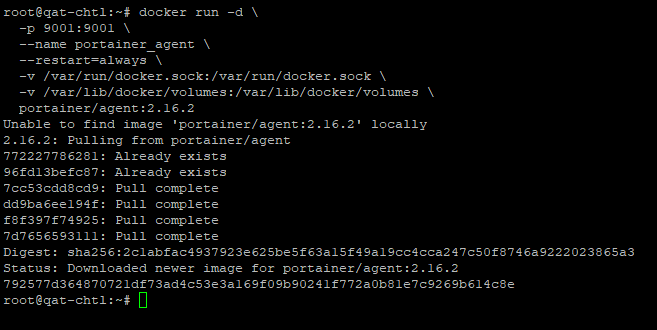 root@qat-chtl:~# docker run -d \
  -p 9001:9001 \
  --name portainer_agent \
  --restart=always \
  -v /var/run/docker.sock:/var/run/docker.sock \
  -v /var/lib/docker/volumes:/var/lib/docker/volumes \
  portainer/agent:2.16.2
Unable to find image 'portainer/agent:2.16.2' locally
2.16.2: Pulling from portainer/agent
772227786281: Already exists
96fd13befc87: Already exists
7cc53cdd8cd9: Pull complete
dd9ba6ee194f: Pull complete
f8f397f74925: Pull complete
7d7656593111: Pull complete
Digest: sha256:2c1abfac4937923e625be5f63a15f49a19cc4cca247c50f8746a9222023865a3
Status: Downloaded newer image for portainer/agent:2.16.2
792577d364870721df73ad4c53e3a169f09b90241f772a0b81e7c9269b614c8e
root@qat-chtl:~#